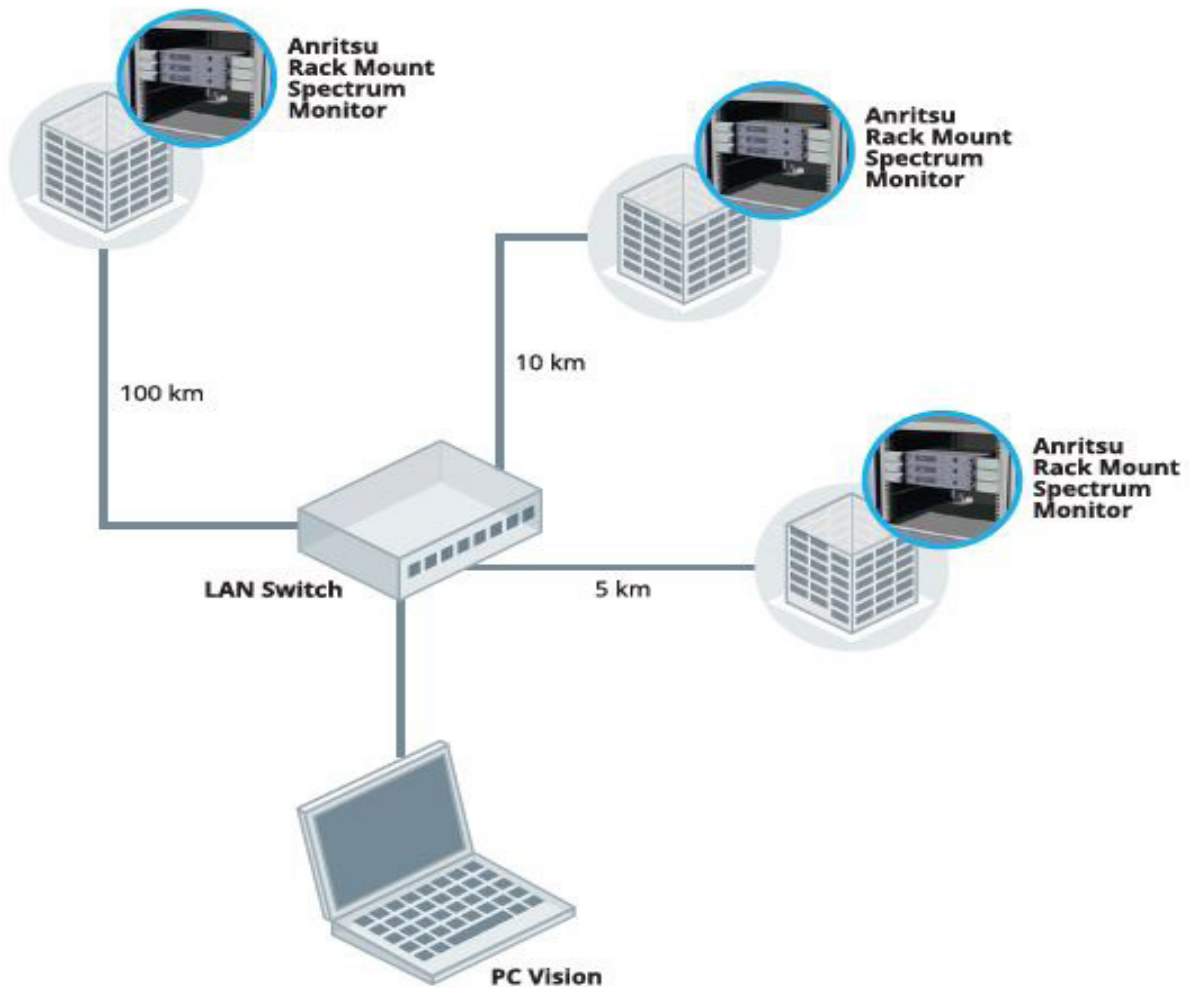 Anritsu
Rack Mount
Spectrum
Monitor
Anritsu
Rack Mount
Spectrum
Monitor
10 km
100 km
Anritsu
Rack Mount
Spectrum
Monitor
LAN Switch
5 km
PC Vision